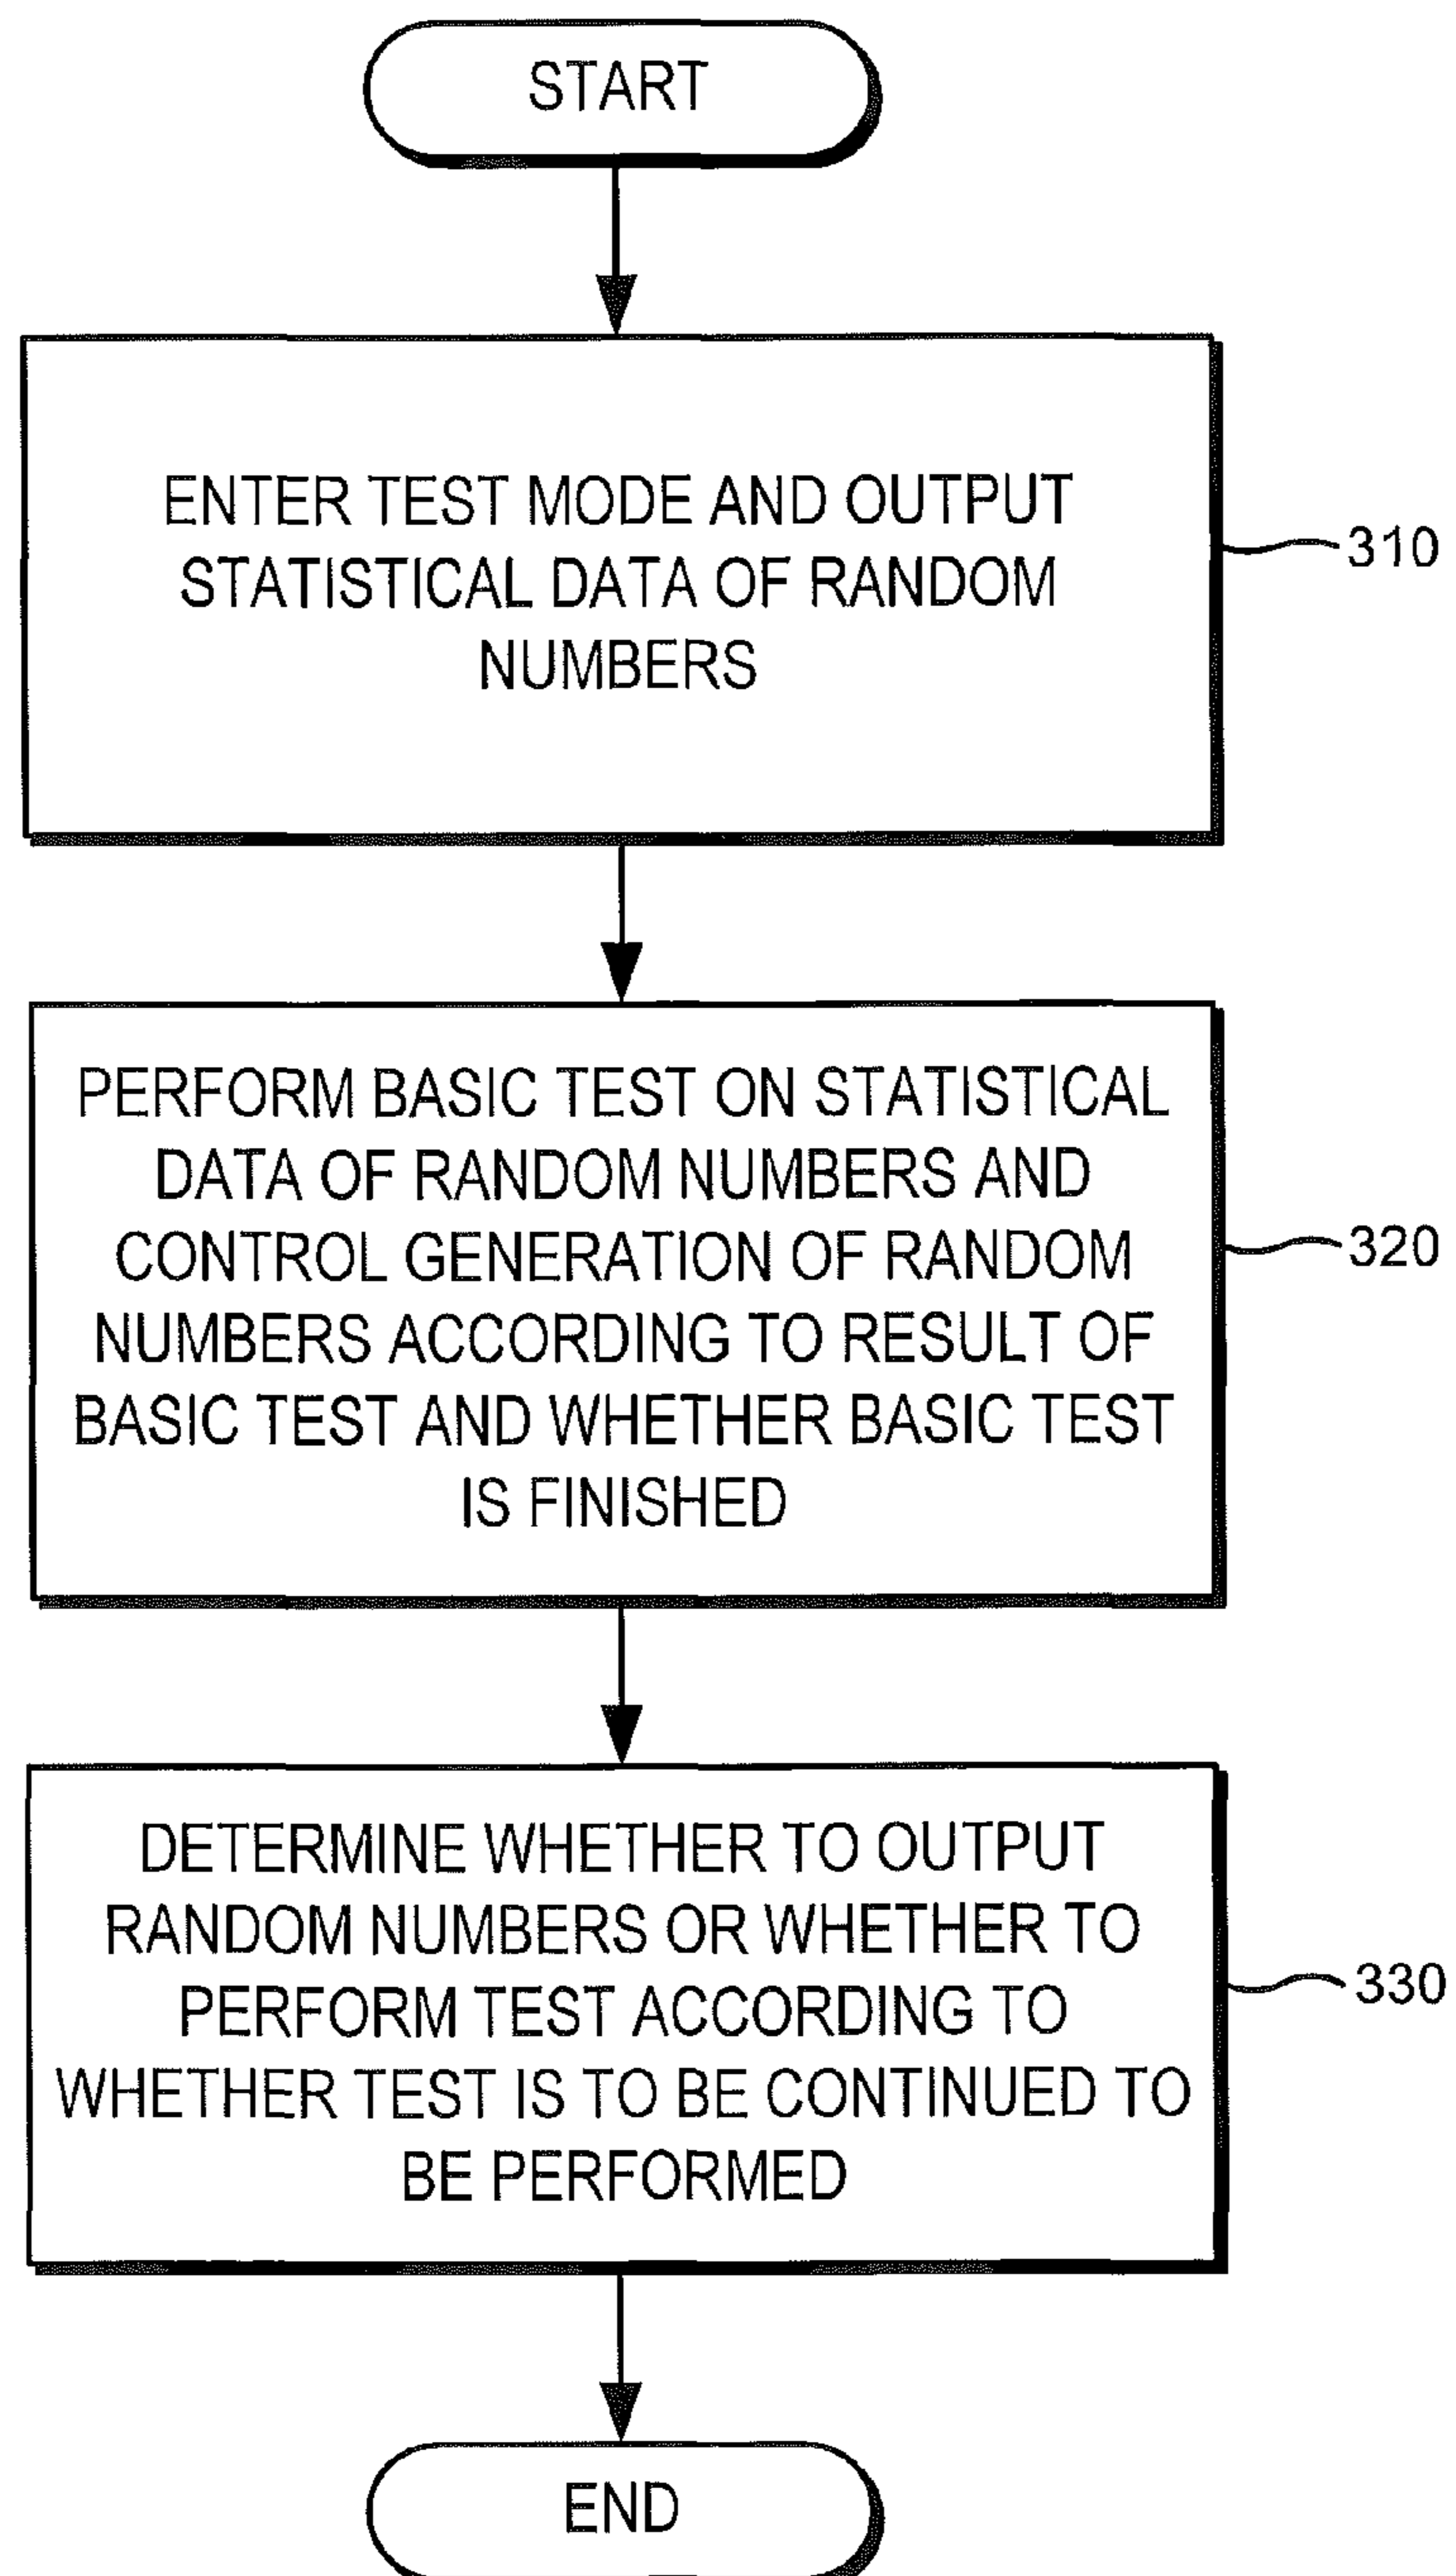 START
ENTER TEST MODE AND OUTPUT
STATISTICAL DATA OF RANDOM
NUMBERS
310
PERFORM BASIC TEST ON STATISTICAL
DATA OF RANDOM NUMBERS AND
CONTROL GENERATION OF RANDOM
NUMBERS ACCORDING TO RESULT OF
BASIC TEST AND WHETHER BASIC TEST
IS FINISHED
320
DETERMINE WHETHER TO OUTPUT
RANDOM NUMBERS OR WHETHER TO
PERFORM TEST ACCORDING TO
WHETHER TEST IS TO BE CONTINUED TO
BE PERFORMED
330
END